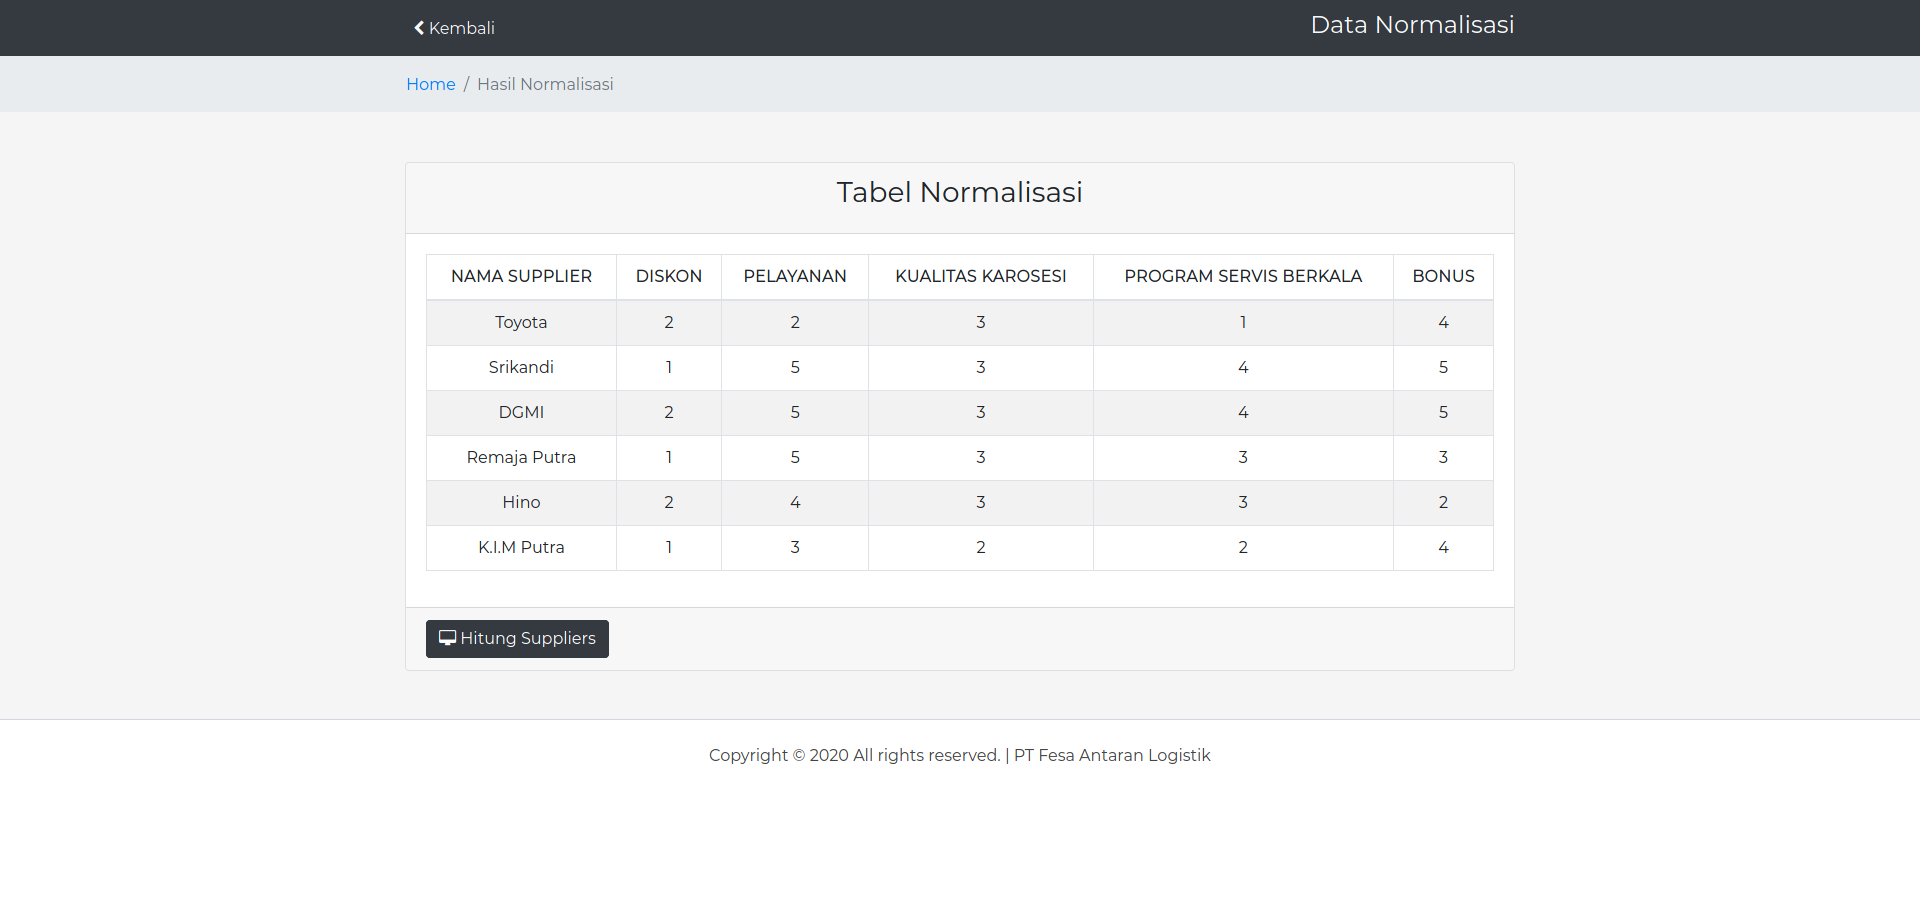 Kembali
Data Normalisasi
Home / Hasil Normalisasi
Tabel Normalisasi
NAMA SUPPLIER DISKON PELAYANAN KUALITAS KAROSESI PROGRAM SERVIS BERKALA BONUS
Toyota 2 2 3 1 4
Srikandi 1 5 3 4 5
DGMI 2 5 3 4 5
Remaja Putra 1 5 3 3 3
Hino 2 4 3 3 2
K.I.M Putra 1 3 2 2 4
Hitung Suppliers
Copyright © 2020 All rights reserved. | PT Fesa Antaran Logistik